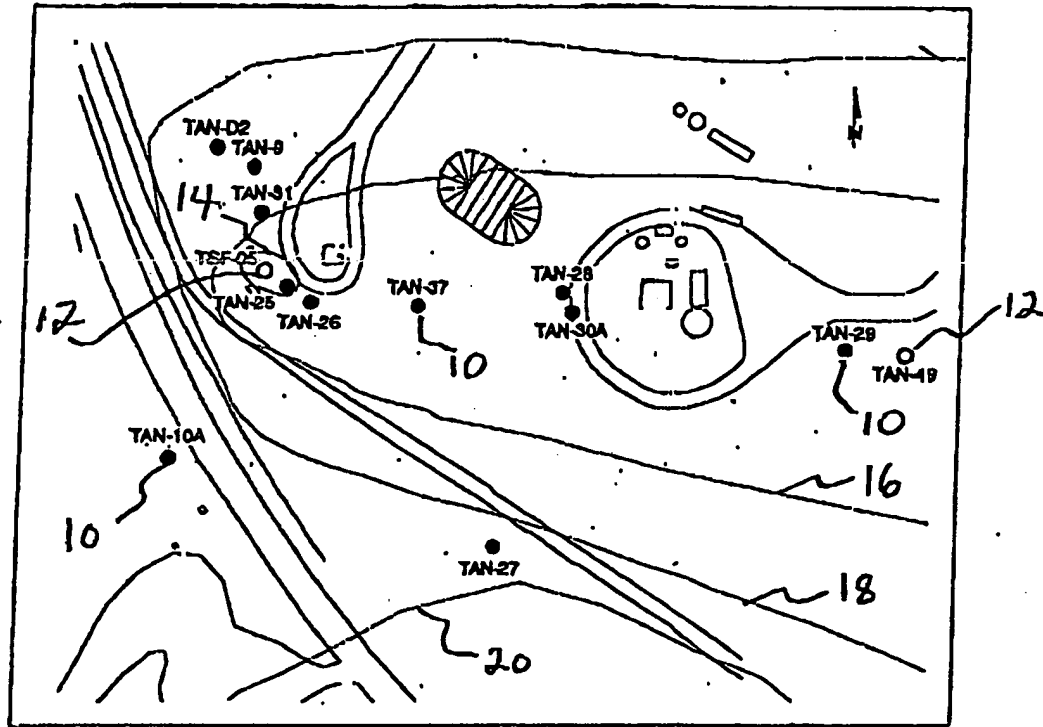 TAN-D2
TAN-9
TAN-31
14
TSF-05
TAN-25
TAN-26
12
TAN-37
10
TAN-28
TAN-30A
N
TAN-29
12
TAN-49
10
TAN-10A
10
16
TAN-27
18
20